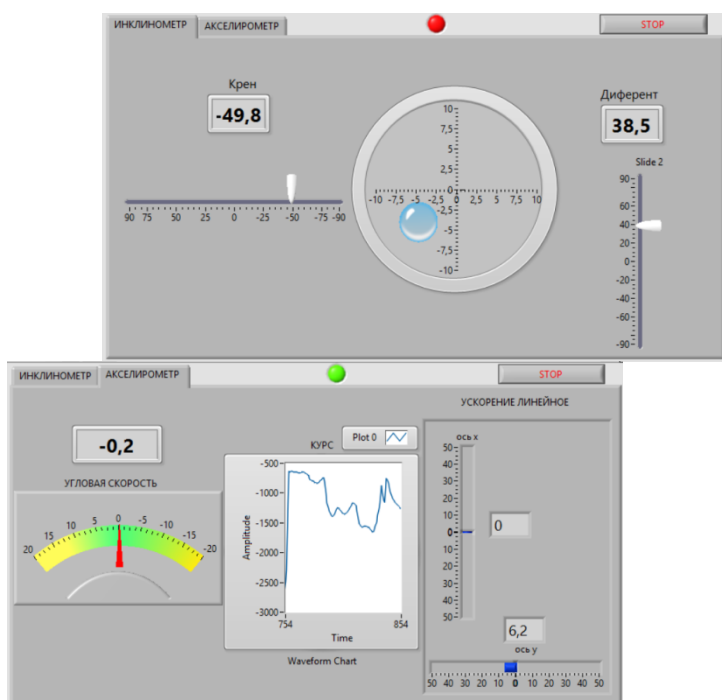 ИНКЛИНОМЕТР АКСЕЛИРОМЕТР STOP
Крен
-49,8
90 75 50 25 0 -25 -50 -75 -90
10
7,5
5
2,5
-10 -7,5 -5 -2,5 0 2,5 5 7,5 10
-2,5
-5
-7,5
-10
Диферент
38,5
Slide 2
90
60
40
20
0
-20
-40
-60
-90
ИНКЛИНОМЕТР АКСЕЛИРОМЕТР STOP
-0,2
УГЛОВАЯ СКОРОСТЬ
20 15 10 5 0 -5 -10 -15 -20
КУРС Plot 0
Amplitude
-500
-1000
-1500
-2000
-2500
-3000
754 854
Time
Waveform Chart
УСКОРЕНИЕ ЛИНЕЙНОЕ
ось x
50
40
30
20
10
0
10
20
30
40
50
0
6,2
ось y
50 40 30 20 10 0 10 20 30 40 50